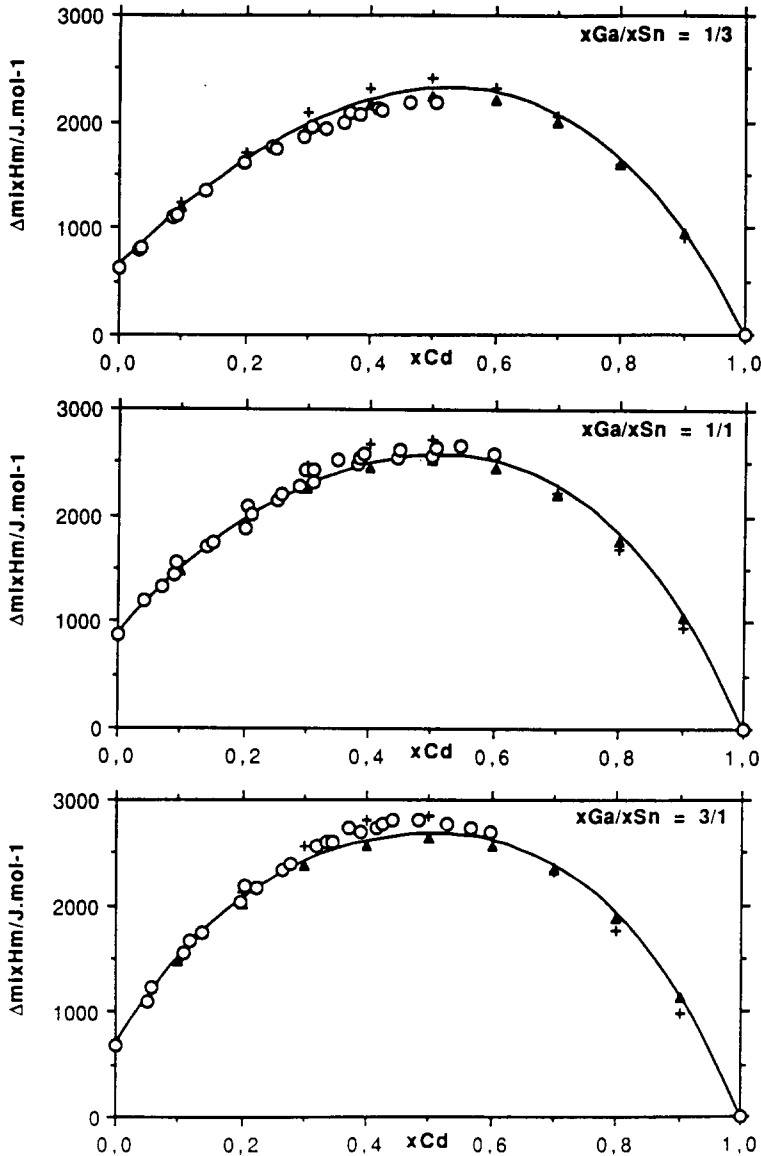 3000
xGa/xSn = 1/3
2000
ΔmixHm/J.mol-1
1000
0
0,0 0,2 0,4 xCd 0,6 0,8 1,0
3000
xGa/xSn = 1/1
2000
ΔmixHm/J.mol-1
1000
0
0,0 0,2 0,4 xCd 0,6 0,8 1,0
3000
xGa/xSn = 3/1
2000
ΔmixHm/J.mol-1
1000
0
0,0 0,2 0,4 xCd 0,6 0,8 1,0